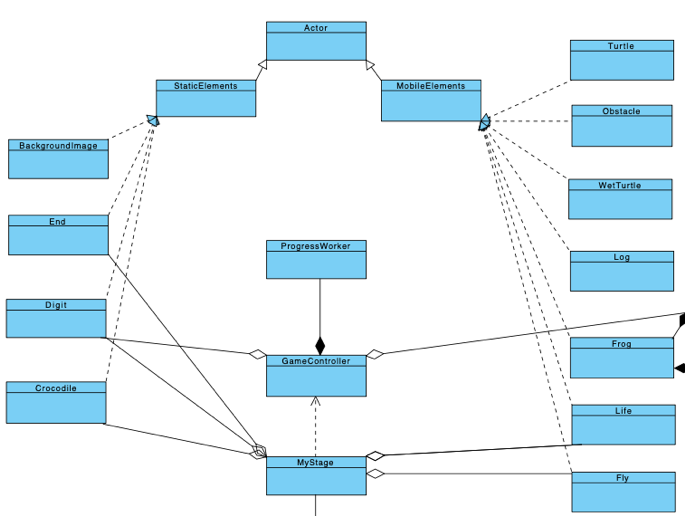 Actor
StaticElements
MobileElements
Turtle
Obstacle
BackgroundImage
WetTurtle
End
ProgressWorker
Log
Digit
Frog
GameController
Crocodile
Life
MyStage
Fly